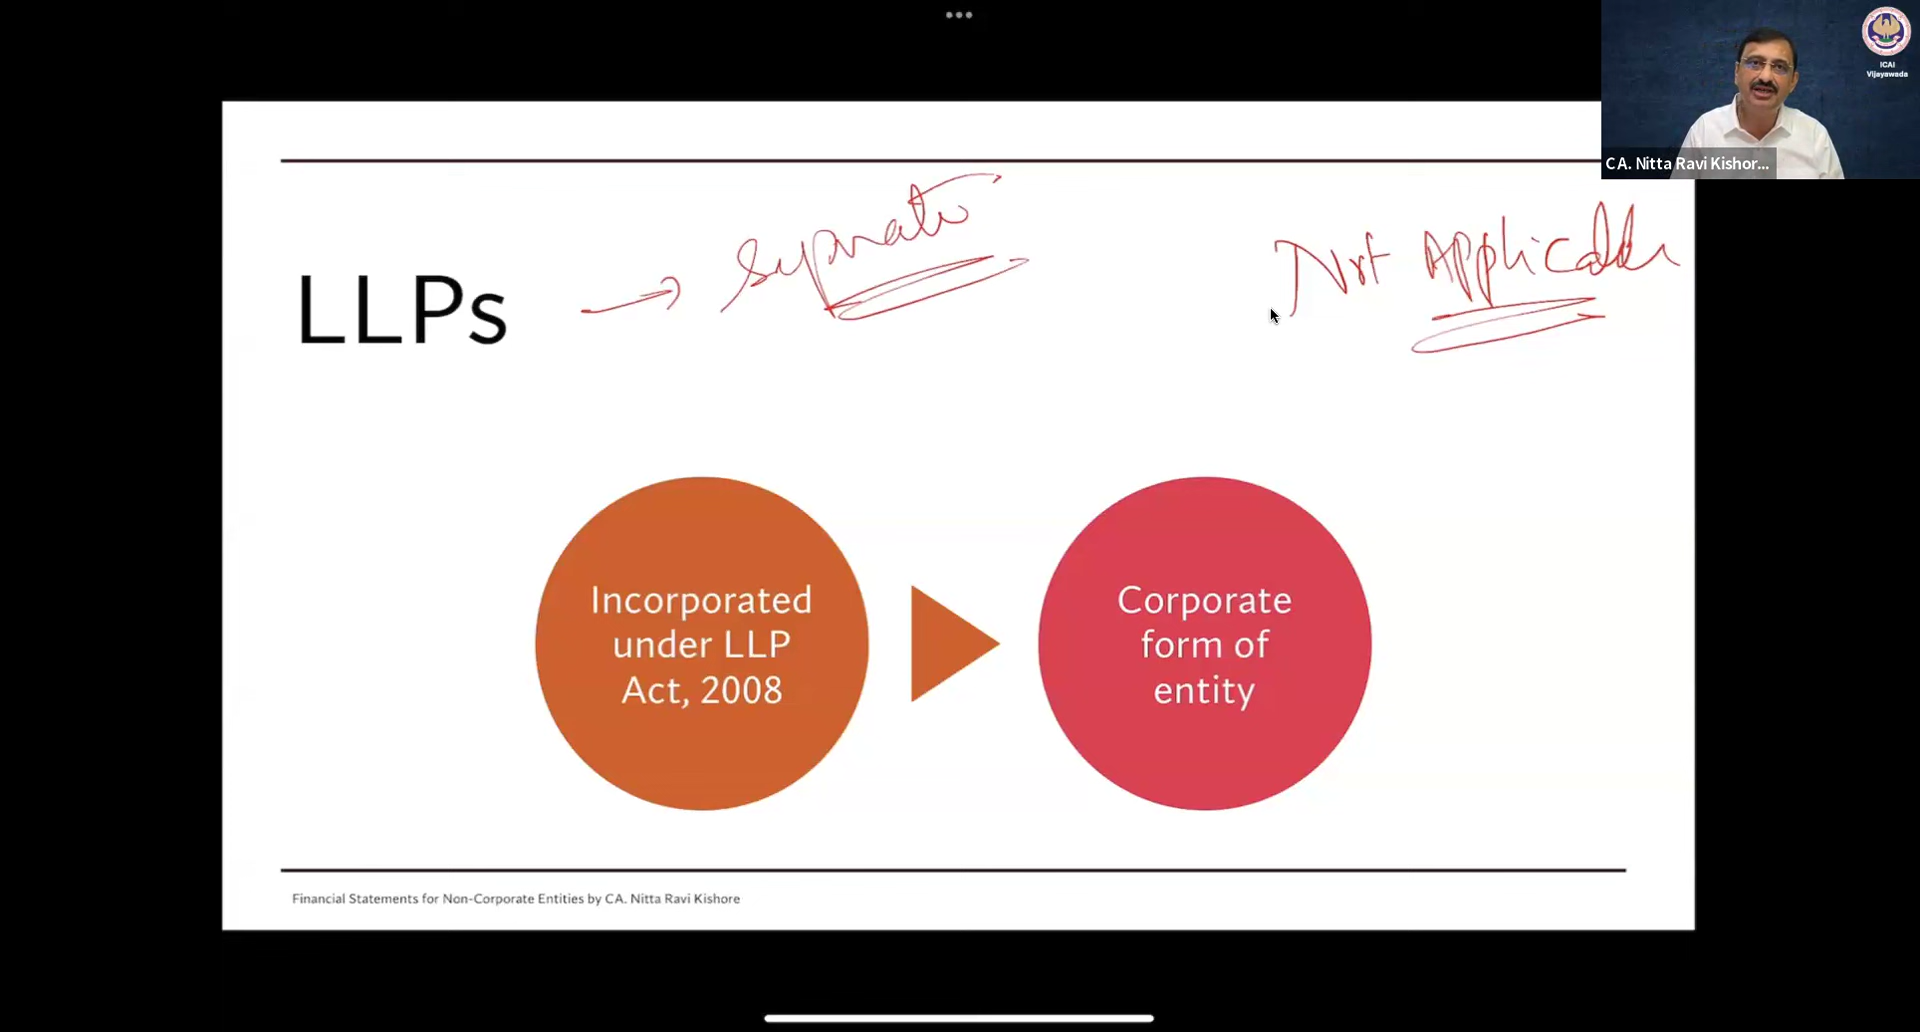 ICAI
Vijayawada
CA. Nitta Ravi Kishor...
Separate
Not Applicable
LLPs
Incorporated
under LLP
Act, 2008
Corporate
form of
entity
Financial Statements for Non-Corporate Entities by CA. Nitta Ravi Kishore